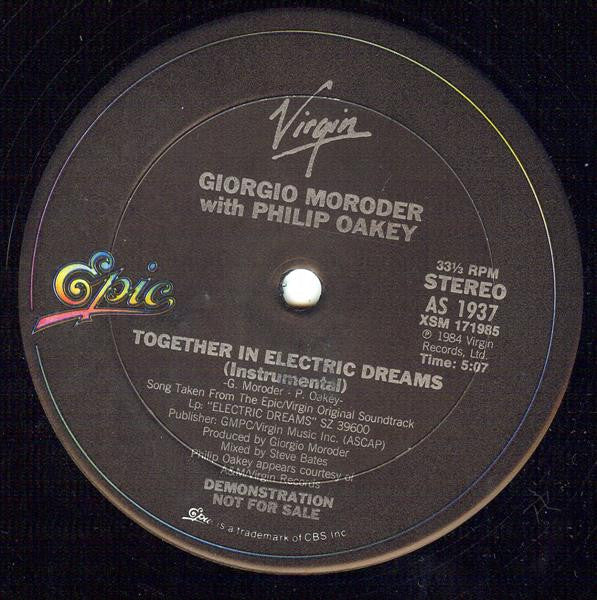 Virgin
GIORGIO MORODER
with PHILIP OAKEY
Epic
33⅓ RPM
STEREO
AS 1937
XSM 171985
℗ 1984 Virgin
Records, Ltd.
Time: 5:07
TOGETHER IN ELECTRIC DREAMS
(Instrumental)
-G. Moroder - P. Oakey-
Song Taken From The Epic/Virgin Original Soundtrack
Lp: "ELECTRIC DREAMS" SZ 39600
Publisher: GMPC/Virgin Music Inc. (ASCAP)
Produced by Giorgio Moroder
Mixed by Steve Bates
Philip Oakey appears courtesy of
A&M/Virgin Records
DEMONSTRATION
NOT FOR SALE
Epic is a trademark of CBS Inc.